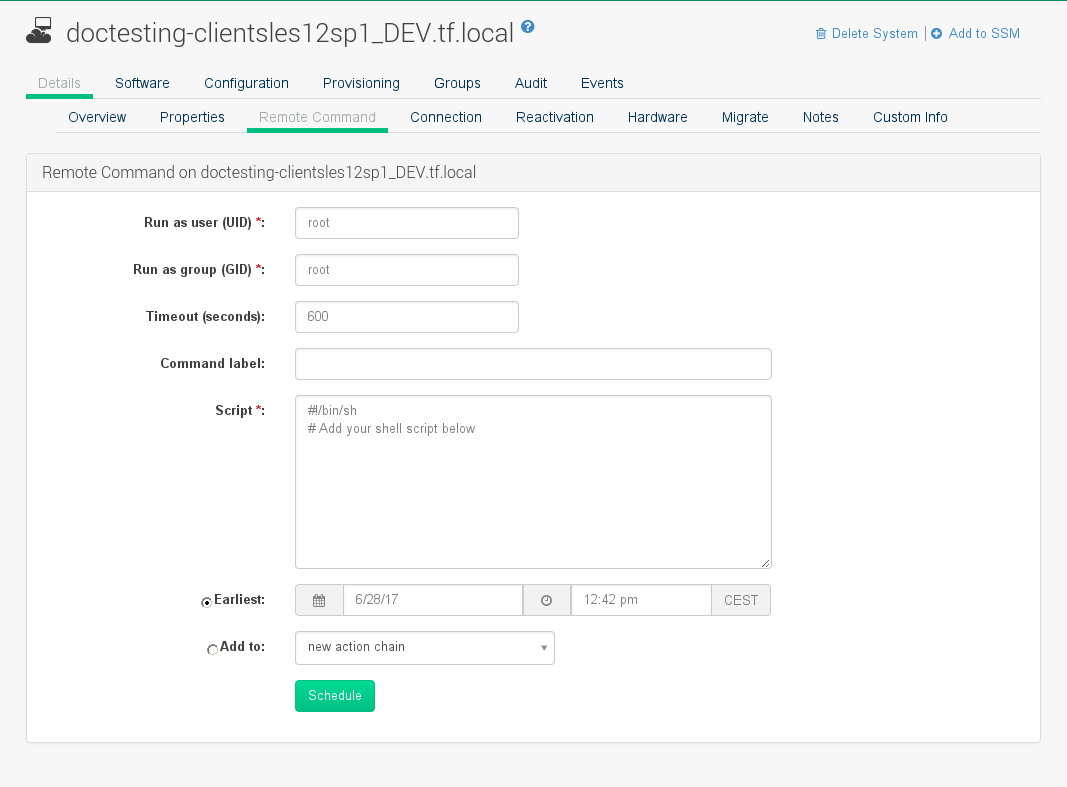 doctesting-clientsles12sp1_DEV.tf.local ?
Delete System | Add to SSM
Details Software Configuration Provisioning Groups Audit Events
Overview Properties Remote Command Connection Reactivation Hardware Migrate Notes Custom Info
Remote Command on doctesting-clientsles12sp1_DEV.tf.local
Run as user (UID) *: root
Run as group (GID) *: root
Timeout (seconds): 600
Command label:
Script *: #!/bin/sh
# Add your shell script below
Earliest: 6/28/17 12:42 pm CEST
Add to: new action chain
Schedule